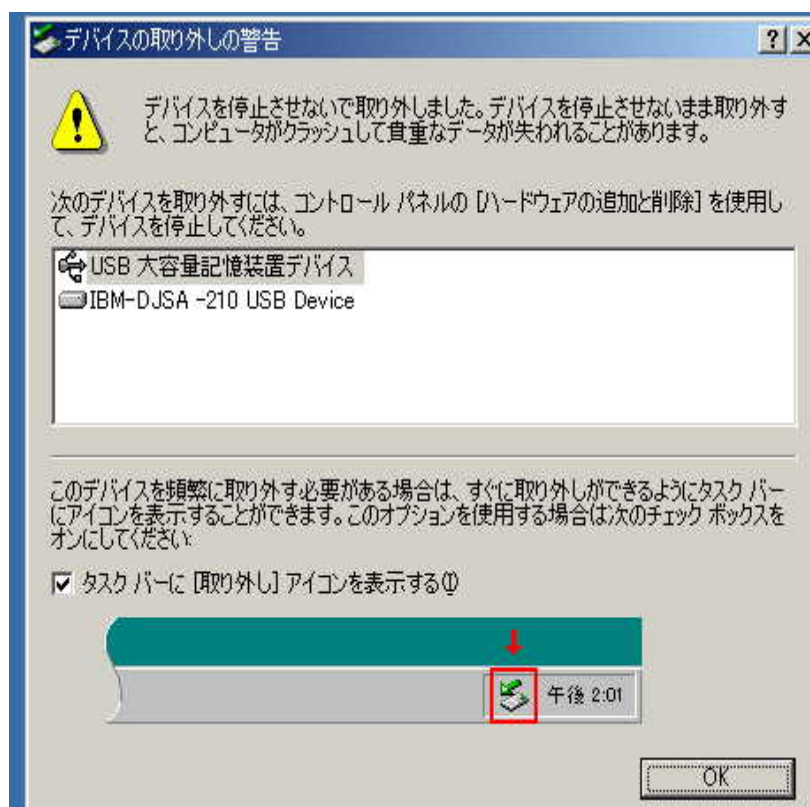 デバイスの取り外しの警告
デバイスを停止させないで取り外しました。デバイスを停止させないまま取り外す
と、コンピュータがクラッシュして貴重なデータが失われることがあります。
次のデバイスを取り外すには、コントロール パネルの [ハードウェアの追加と削除] を使用し
て、デバイスを停止してください。
USB 大容量記憶装置デバイス
IBM-DJSA -210 USB Device
このデバイスを頻繁に取り外す必要がある場合は、すぐに取り外しができるようにタスク バー
にアイコンを表示することができます。このオプションを使用する場合は次のチェック ボックスを
オンにしてください:
タスク バーに [取り外し] アイコンを表示する(I)
午後 2:01
OK